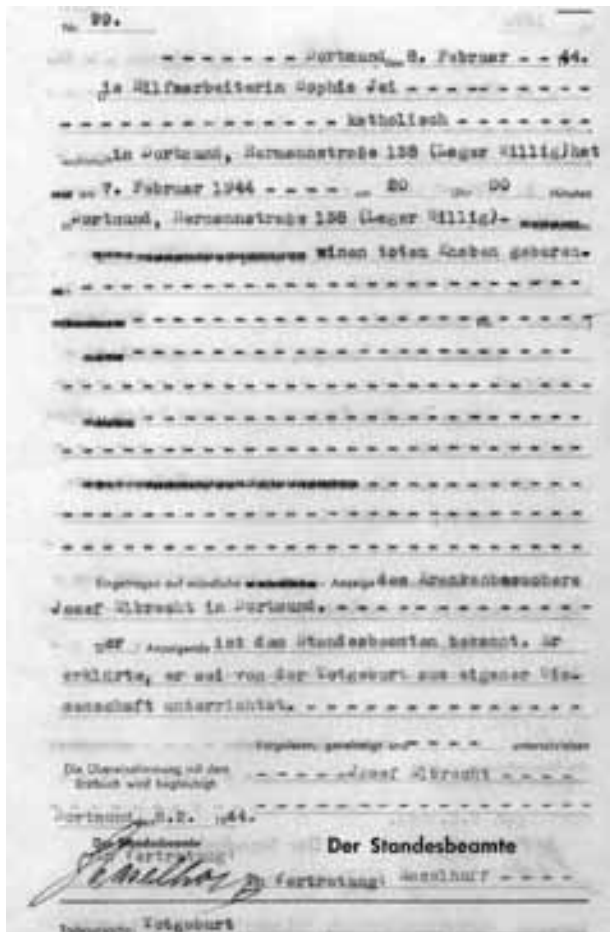 Nr. 99.
Dortmund, den 8. Februar - - 44.
Die Hilfsarbeiterin Sophie Jei - - - - - - - - -
- - - - - - - - - - - - - - katholisch - - - - - - -
in Dortmund, Hermannstraße 138 (Lager Willig) hat
am 7. Februar 1944 - - - - um 20 Uhr 00 Minuten
in Dortmund, Hermannstraße 138 (Lager Willig)-
einen toten Knaben geboren.
Eingetragen auf mündliche - Anzeige des Krankenbesuchers
Josef Albrecht in Dortmund. - - - - - - - - - - - -
Der Anzeigende ist dem Standesbeamten bekannt. Er
erklärte, er sei von der Totgeburt aus eigener Wis-
senschaft unterrichtet. - - - - - - - - - - - - - -
Vorgelesen, genehmigt und - - - - unterschrieben
Die Übereinstimmung mit dem
Erstbuch wird beglaubigt
- - - - -Josef Albrecht - - - -
Dortmund, den 8.2. 1944.
Der Standesbeamte
In Vertretung:
Der Standesbeamte
In Vertretung: - - - -
Totgeburt